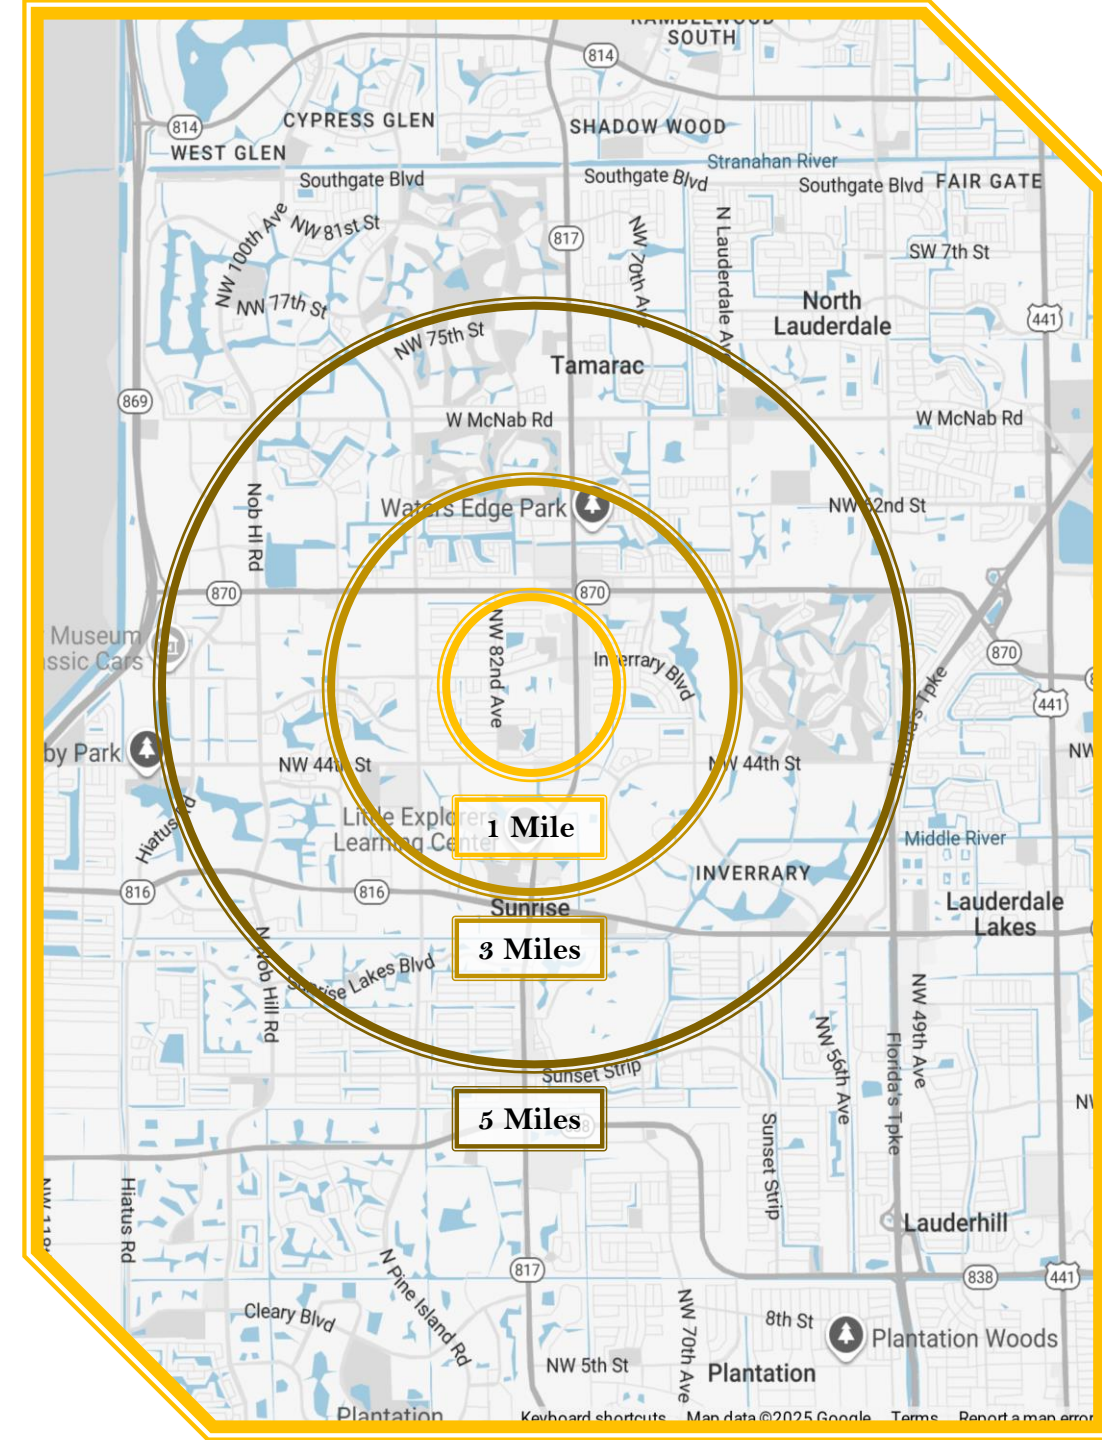 RAMBLEWOOD
SOUTH
814
814
CYPRESS GLEN
SHADOW WOOD
WEST GLEN
Stranahan River
Southgate Blvd
Southgate Blvd
Southgate Blvd
FAIR GATE
NW 100th Ave
NW 81st St
817
NW 70th Ave
N Lauderdale Ave
SW 7th St
NW 77th St
North
Lauderdale
441
NW 75th St
Tamarac
869
W McNab Rd
W McNab Rd
Nob Hl Rd
Waters Edge Park
NW 62nd St
870
870
Museum
assic Cars
NW 82nd Ave
Inverrary Blvd
870
441
Florida's Tpke
by Park
NW 44th St
NW 44th St
NW
Hiatus Rd
Little Explorers
Learning Center
1 Mile
Middle River
816
816
INVERRARY
Sunrise
Lauderdale
Lakes
3 Miles
N Nob Hill Rd
Sunrise Lakes Blvd
NW 49th Ave
NW 56th Ave
Florida's Tpke
Sunset Strip
5 Miles
Sunset Strip
Hiatus Rd
Lauderhill
817
838
441
N Pine Island Rd
Cleary Blvd
NW 70th Ave
8th St
Plantation Woods
NW 5th St
Plantation
Plantation
Keyboard shortcuts
Map data ©2025 Google
Terms
Report a map error